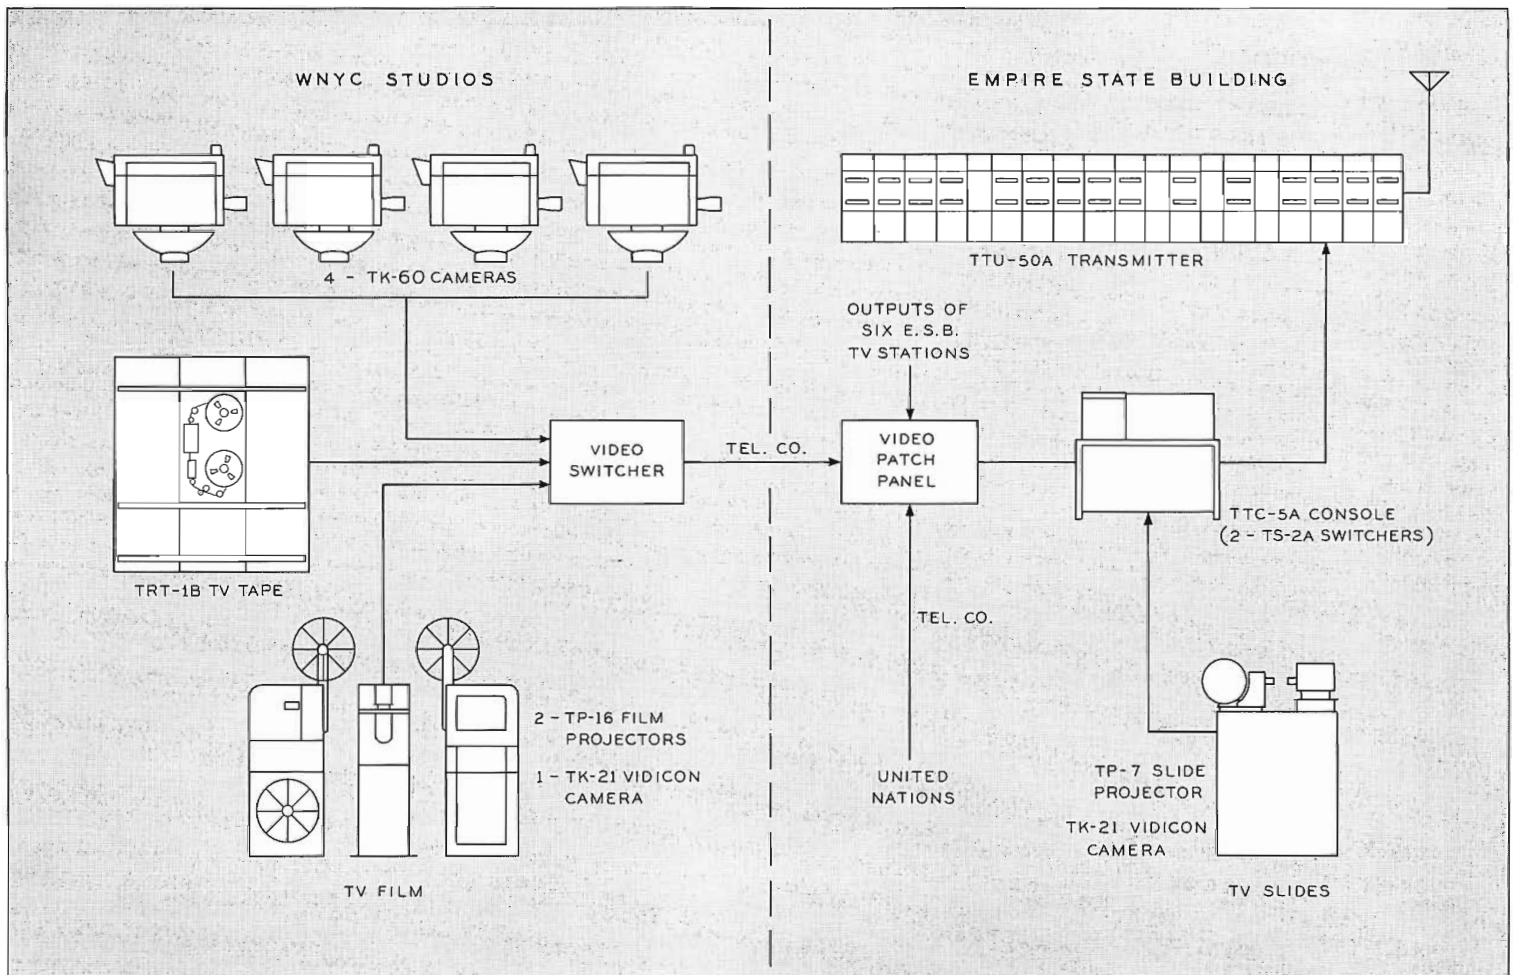 WNYC STUDIOS
4 - TK-60 CAMERAS
TRT-1B TV TAPE
VIDEO
SWITCHER
TEL. CO.
2 - TP-16 FILM
PROJECTORS
1 - TK-21 VIDICON
CAMERA
TV FILM
EMPIRE STATE BUILDING
TTU-50A TRANSMITTER
OUTPUTS OF
SIX E.S.B.
TV STATIONS
VIDEO
PATCH
PANEL
TTC-5A CONSOLE
(2 - TS-2A SWITCHERS)
TEL. CO.
UNITED
NATIONS
TP-7 SLIDE
PROJECTOR
TK-21 VIDICON
CAMERA
TV SLIDES